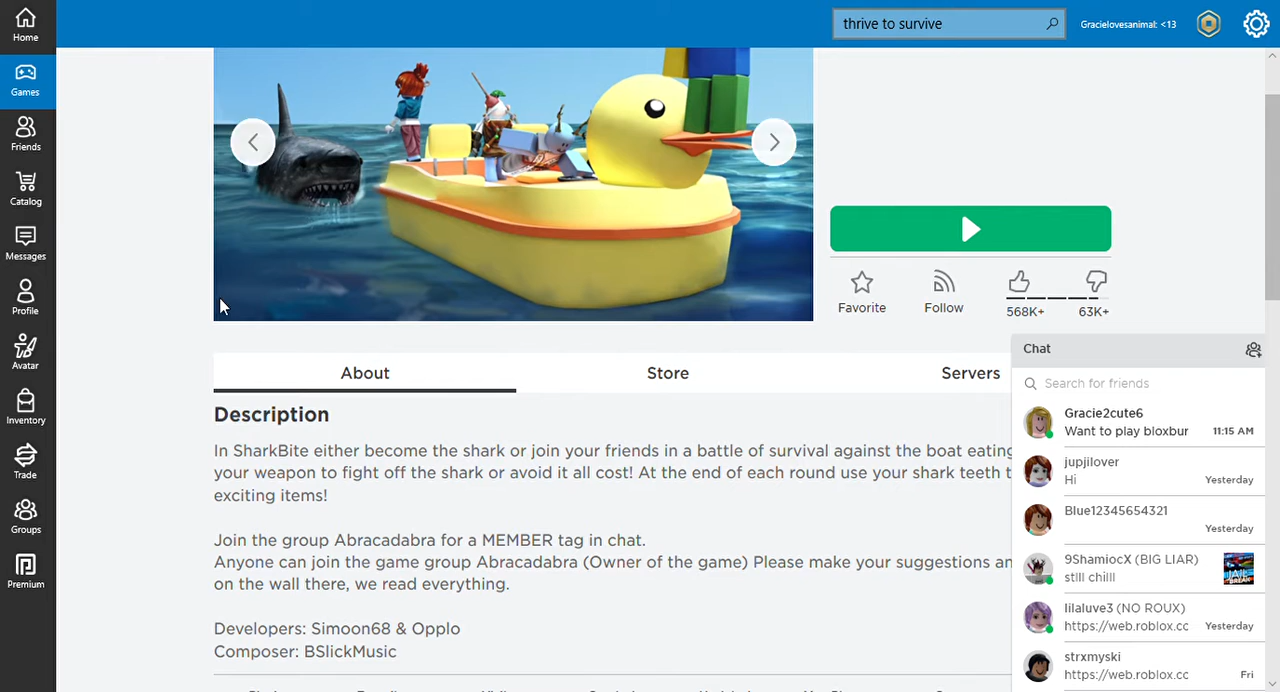 Home
Games
Friends
Catalog
Messages
Profile
Avatar
Inventory
Trade
Groups
Premium
thrive to survive
Gracielovesanimal: <13
Favorite
Follow
568K+
63K+
About
Store
Servers
Description
In SharkBite either become the shark or join your friends in a battle of survival against the boat eating
your weapon to fight off the shark or avoid it all cost! At the end of each round use your shark teeth t
exciting items!
Join the group Abracadabra for a MEMBER tag in chat.
Anyone can join the game group Abracadabra (Owner of the game) Please make your suggestions an
on the wall there, we read everything.
Developers: Simoon68 & Opplo
Composer: BSlickMusic
Chat
Search for friends
Gracie2cute6
Want to play bloxbur 11:15 AM
jupjilover
Hi Yesterday
Blue12345654321
Yesterday
9ShamiocX (BIG LIAR)
still chilll
JAIL BREAK
lilaluve3 (NO ROUX)
https://web.roblox.cc Yesterday
strxmyski
https://web.roblox.cc Fri